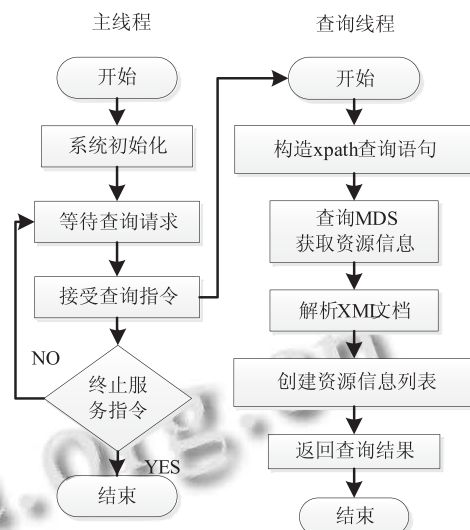 主线程
开始
系统初始化
等待查询请求
接受查询指令
NO
终止服
务指令
YES
结束
查询线程
开始
构造xpath查询语句
查询MDS
获取资源信息
解析XML文档
创建资源信息列表
返回查询结果
结束